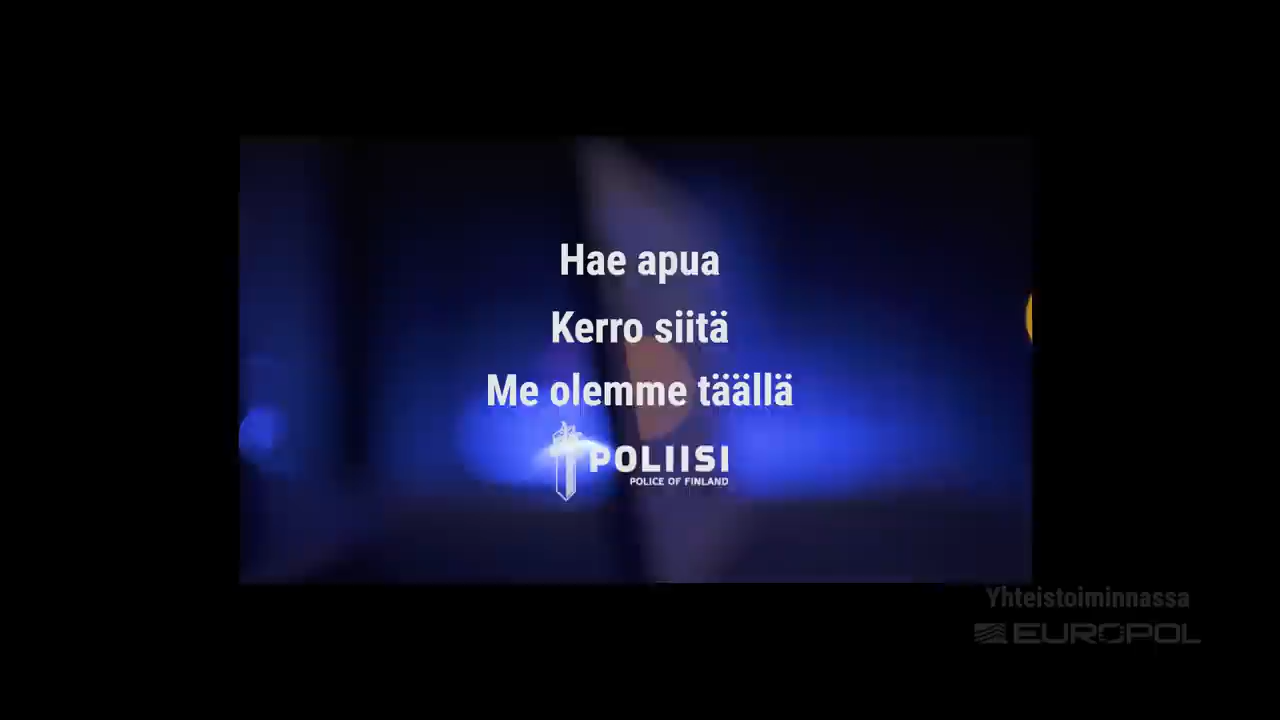 Hae apua
Kerro siitä
Me olemme täällä
POLIISI
POLICE OF FINLAND
Yhteistoiminnassa
EUROPOL